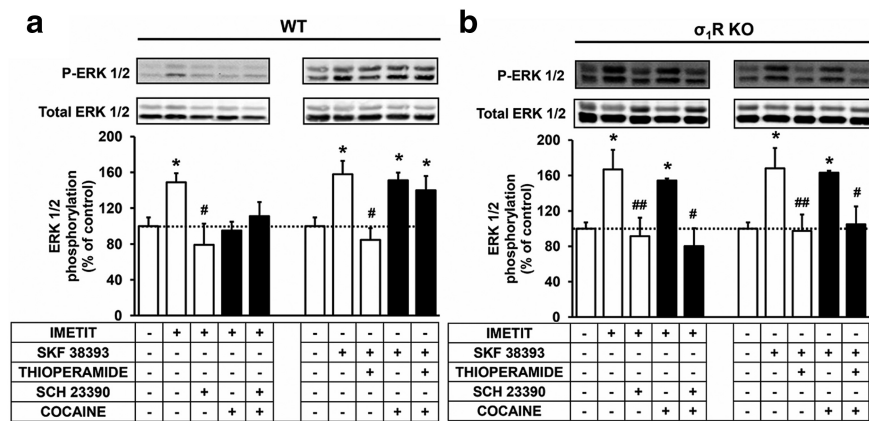 a
WT
P-ERK 1/2
Total ERK 1/2
ERK 1/2
phosphorylation
(% of control)
200
160
120
80
40
0
* # * # * *
IMETIT - + + + + - - - - -
SKF 38393 - - - - - - + + + +
THIOPERAMIDE - - - - - - - + - +
SCH 23390 - - + - + - - - - -
COCAINE - - - + + - - - + +
b
σ₁R KO
P-ERK 1/2
Total ERK 1/2
ERK 1/2
phosphorylation
(% of control)
200
160
120
80
40
0
* ## * # * ## * #
IMETIT - + + + + - - - - -
SKF 38393 - - - - - - + + + +
THIOPERAMIDE - - - - - - - + - +
SCH 23390 - - + - + - - - - -
COCAINE - - - + + - - - + +